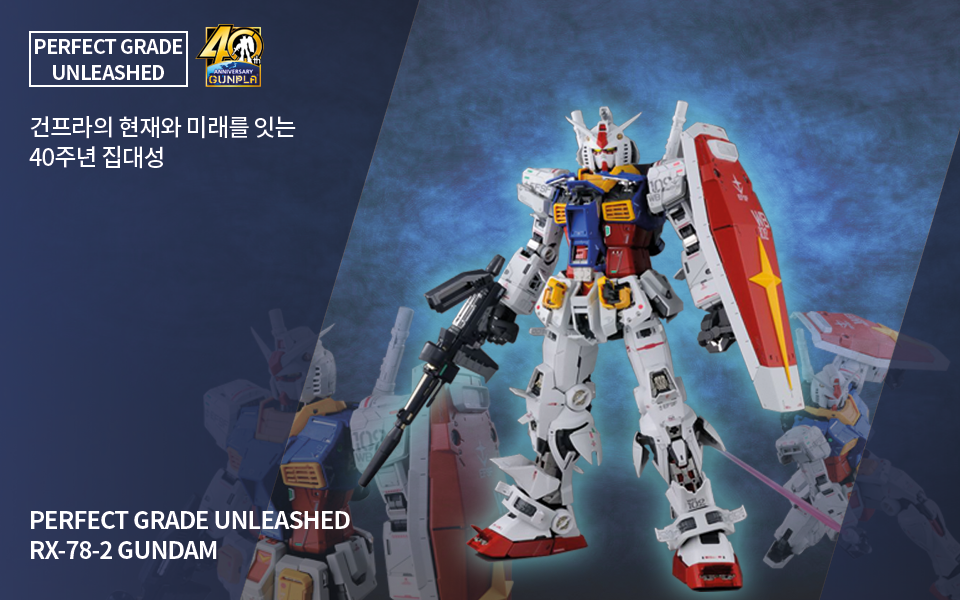 PERFECT GRADE
UNLEASHED
40th
ANNIVERSARY
GUNPLA
건프라의 현재와 미래를 잇는
40주년 집대성
PERFECT GRADE UNLEASHED
RX-78-2 GUNDAM